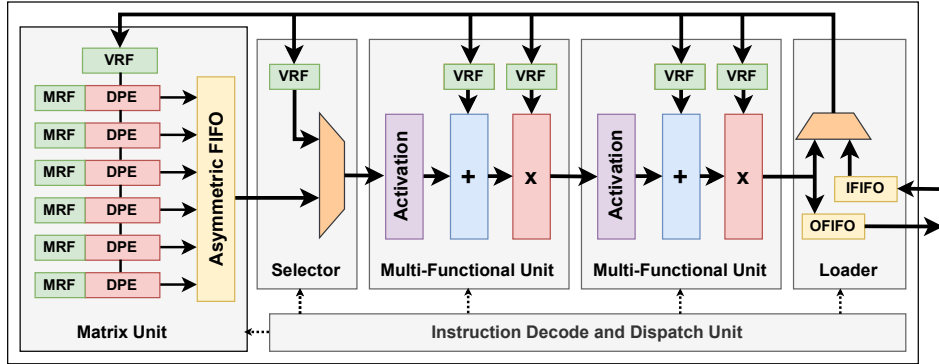 VRF
MRF DPE
MRF DPE
MRF DPE
MRF DPE
MRF DPE
MRF DPE
Asymmetric FIFO
Matrix Unit
VRF
Selector
VRF VRF
Activation + x
Multi-Functional Unit
VRF VRF
Activation + x
Multi-Functional Unit
IFIFO
OFIFO
Loader
Instruction Decode and Dispatch Unit